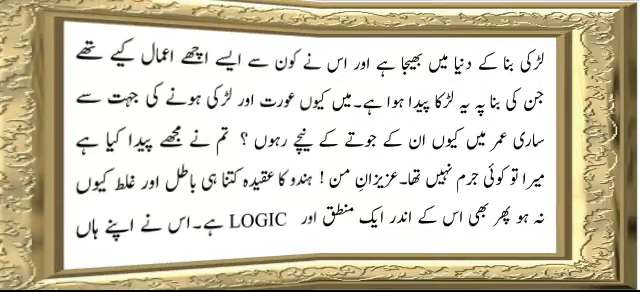 لڑکی بنا کے دنیا میں بھیجا ہے اور اس نے کون سے ایسے اچھے اعمال کیے تھے
جن کی بنا پہ یہ لڑکا پیدا ہوا ہے۔میں کیوں عورت اور لڑکی ہونے کی جہت سے
ساری عمر میں کیوں ان کے جوتے کے نیچے رہوں ؟ تم نے مجھے پیدا کیا ہے
میرا تو کوئی جرم نہیں تھا۔عزیزانِ من ! ہندو کا عقیدہ کتنا ہی باطل اور غلط کیوں
نہ ہو پھر بھی اس کے اندر ایک منطق اور LOGIC ہے۔اس نے اپنے ہاں